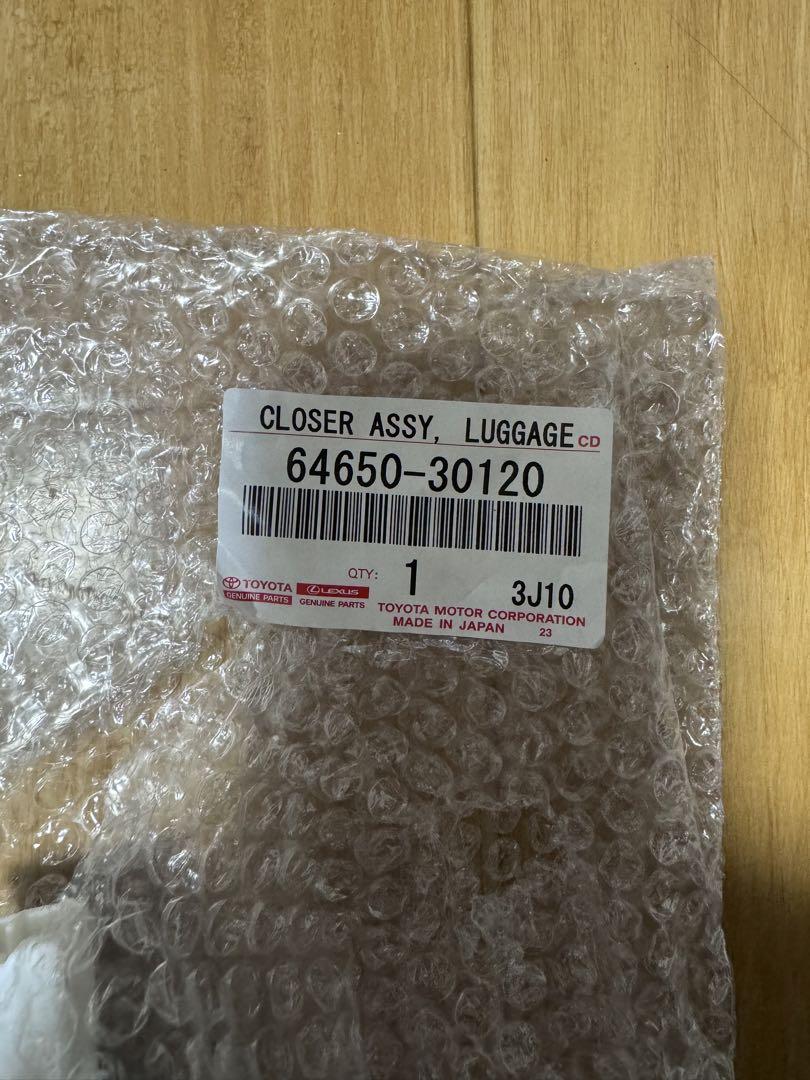 CLOSER ASSY, LUGGAGE CD
64650-30120
QTY: 1 3J10
TOYOTA LEXUS
GENUINE PARTS GENUINE PARTS
TOYOTA MOTOR CORPORATION
MADE IN JAPAN 23